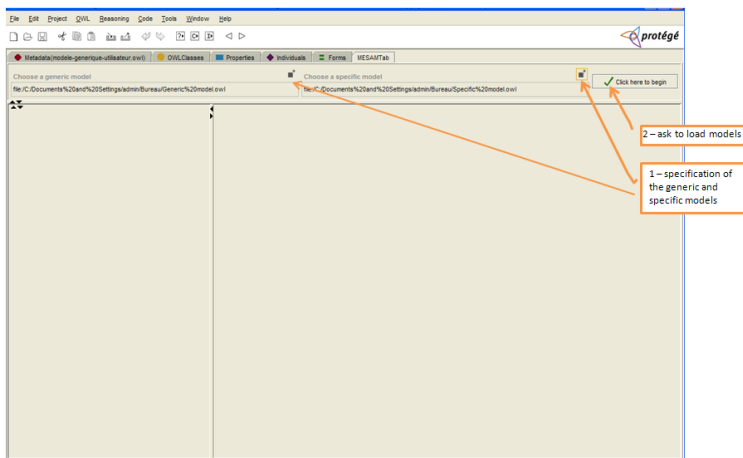 File Edit Project OWL Reasoning Code Tools Window Help
protégé
Metadata(modele-generique-utilisateur.owl) OWLClasses Properties Individuals Forms MESAMTab
Choose a generic model Choose a specific model
Click here to begin
file:/C:/Documents%20and%20Settings/admin/Bureau/Generic%20model.owl file:/C:/Documents%20and%20Settings/admin/Bureau/Specific%20model.owl
2 – ask to load models
1 – specification of
the generic and
specific models